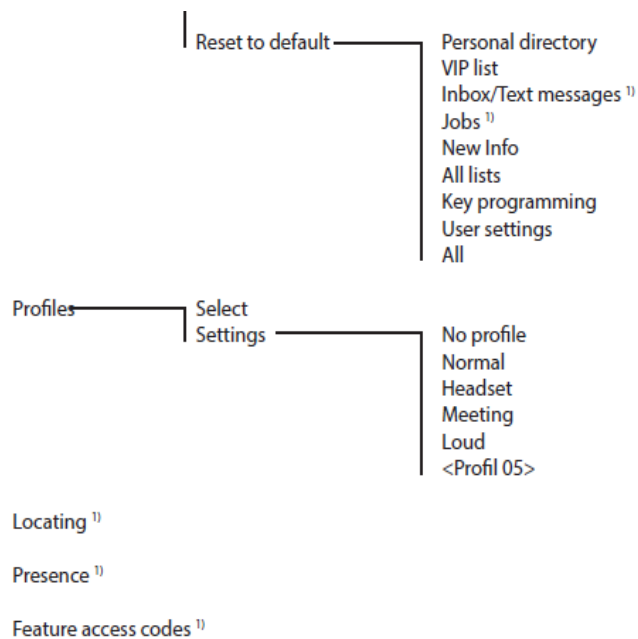 Reset to default Personal directory
VIP list
Inbox/Text messages 1)
Jobs 1)
New Info
All lists
Key programming
User settings
All
Profiles Select
Settings No profile
Normal
Headset
Meeting
Loud
<Profil 05>
Locating 1)
Presence 1)
Feature access codes 1)